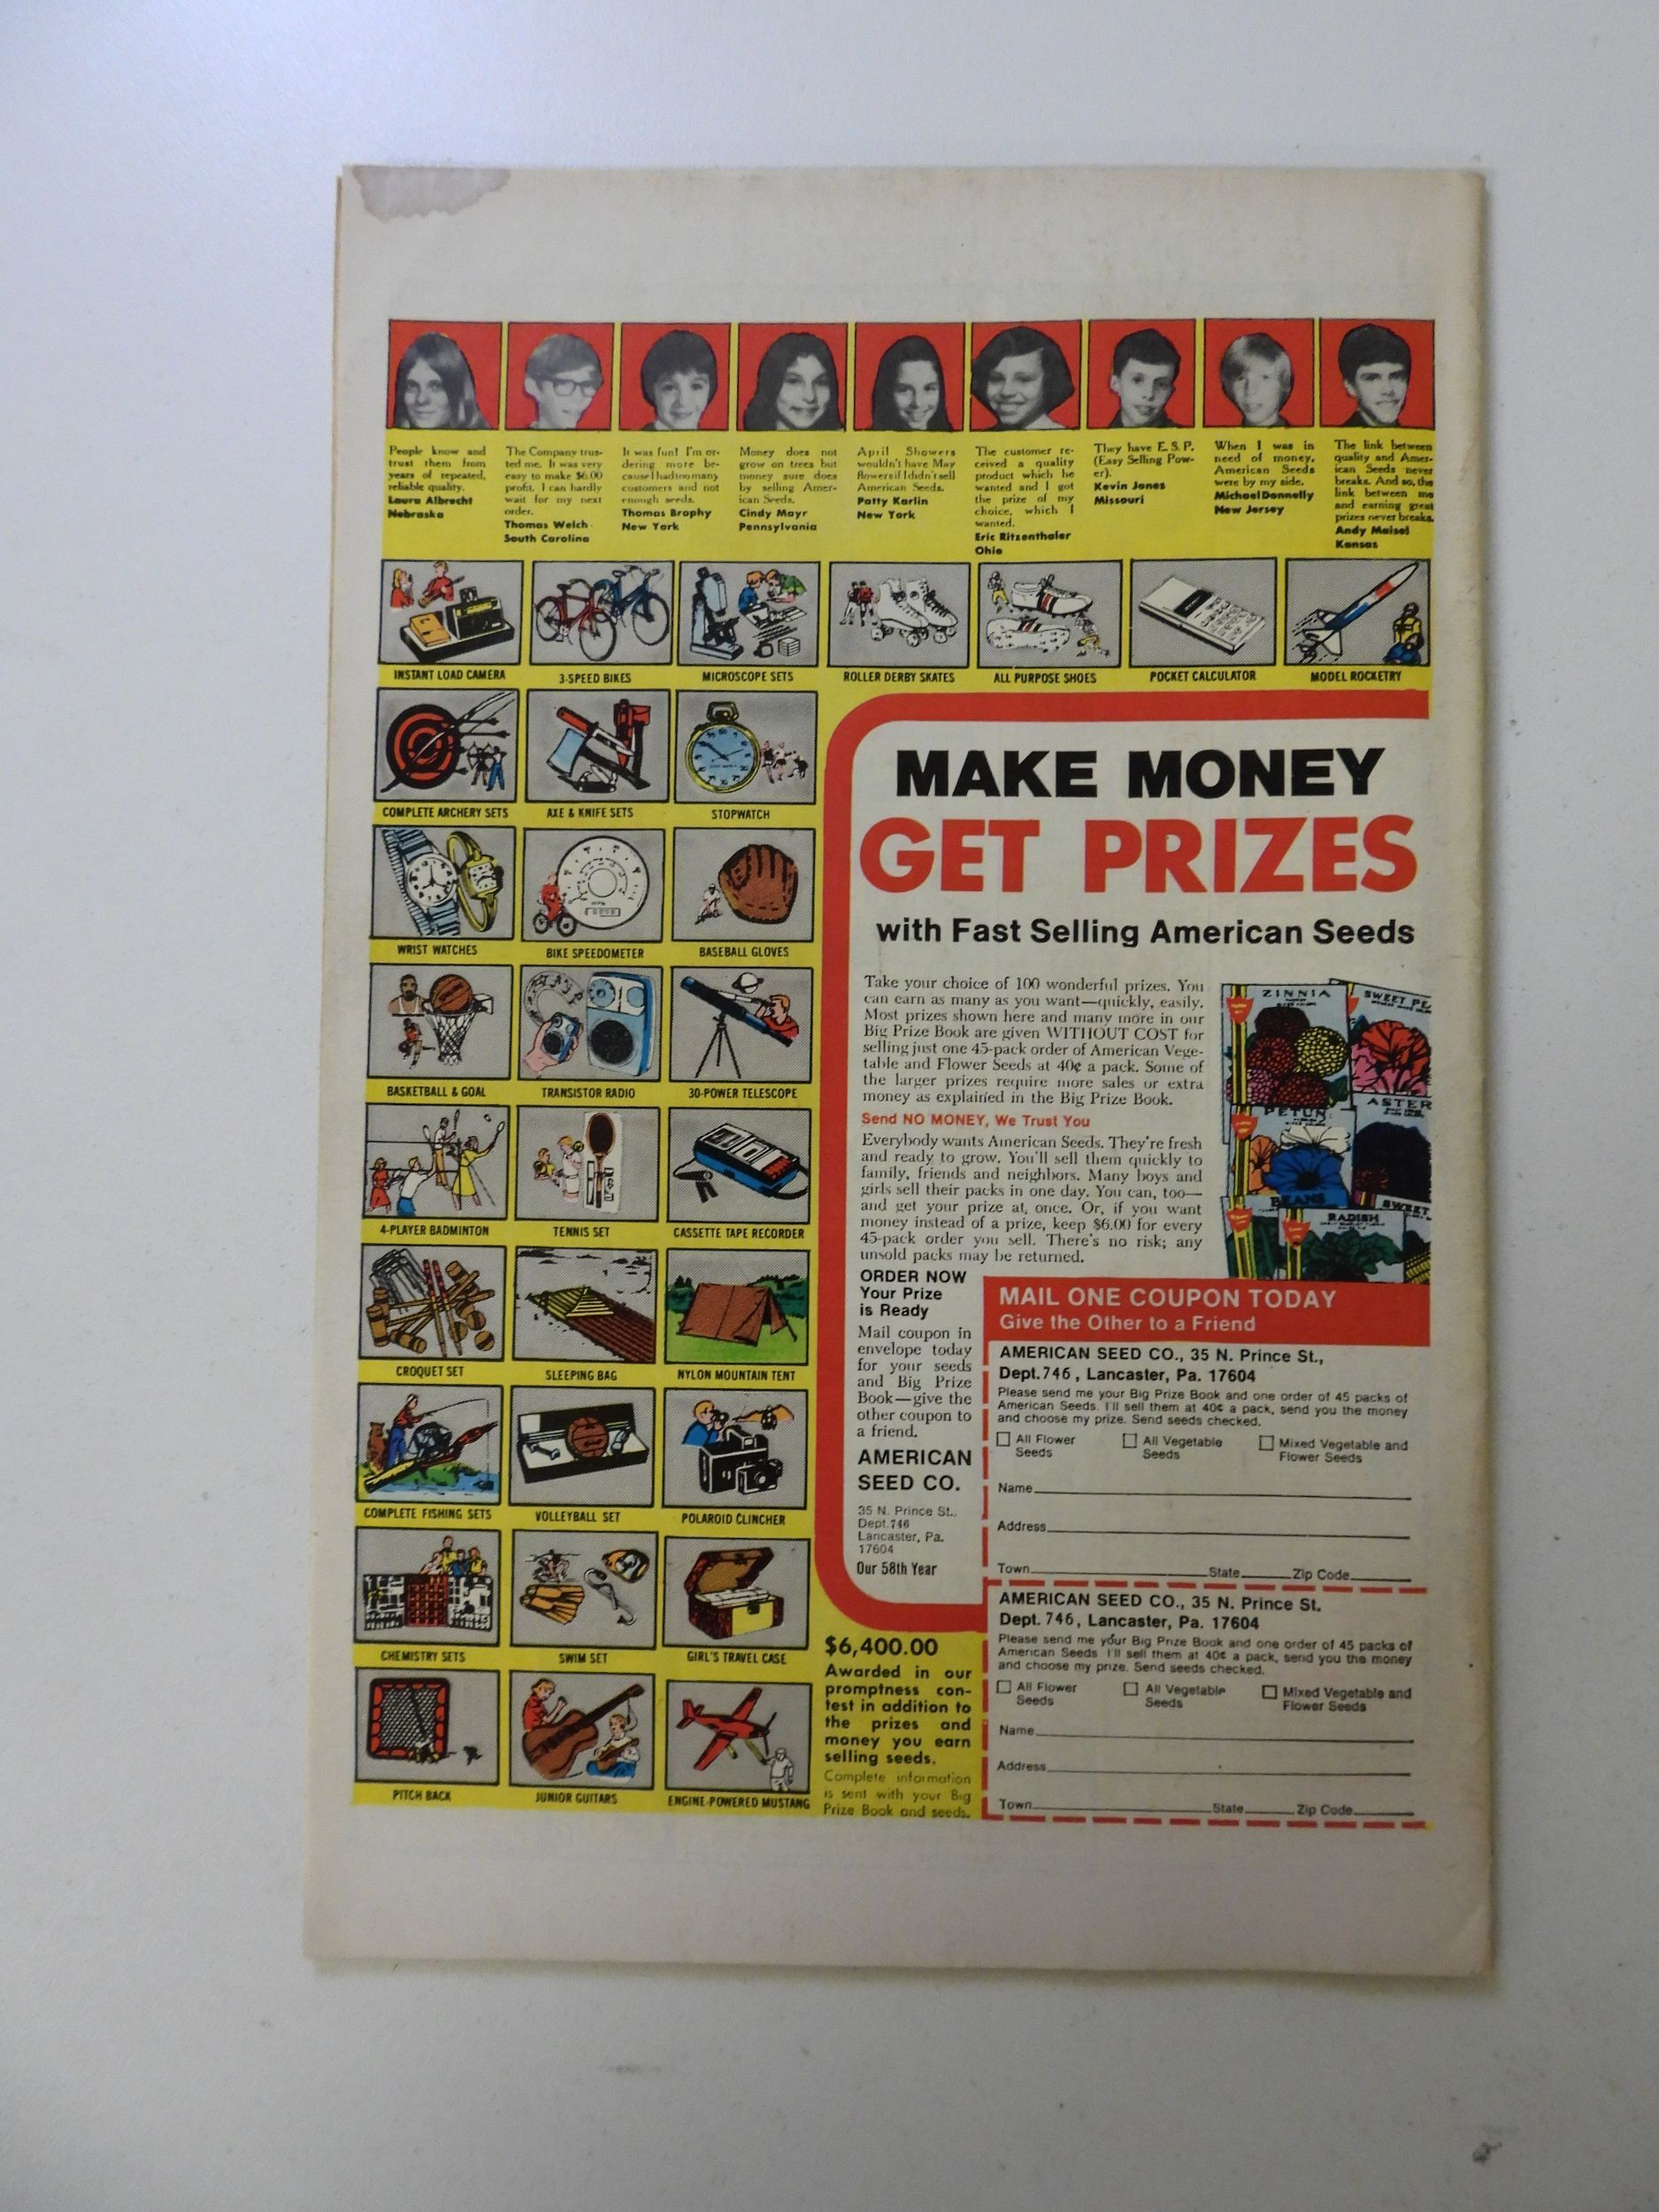 People know and
trust them from
years of repeated,
reliable quality.
Laura Albrecht
Nebraska
The Company trus-
ted me. It was very
easy to make $6.00
profit. I can hardly
wait for my next
order.
Thomas Welch
South Carolina
It was fun! I'm or-
dering more be-
cause I had too many
customers and not
enough seeds.
Thomas Brophy
New York
Money does not
grow on trees but
money sure does
by selling Amer-
ican Seeds.
Cindy Mayr
Pennsylvania
April Showers
wouldn't have May
flowers if I didn't sell
American Seeds.
Patty Karlin
New York
The customer re-
ceived a quality
product which he
wanted and I got
the prize of my
choice, which I
wanted.
Eric Ritzenthaler
Ohio
They have E. S. P.
(Easy Selling Pow-
er).
Kevin Jones
Missouri
When I was in
need of money,
American Seeds
were by my side.
Michael Donnelly
New Jersey
The link between
quality and Amer-
ican Seeds never
breaks. And so, the
link between me
and earning great
prizes never breaks.
Andy Maisel
Kansas
INSTANT LOAD CAMERA
3-SPEED BIKES
MICROSCOPE SETS
ROLLER DERBY SKATES
ALL PURPOSE SHOES
POCKET CALCULATOR
MODEL ROCKETRY
COMPLETE ARCHERY SETS
AXE & KNIFE SETS
STOPWATCH
WRIST WATCHES
BIKE SPEEDOMETER
BASEBALL GLOVES
BASKETBALL & GOAL
TRANSISTOR RADIO
30-POWER TELESCOPE
4-PLAYER BADMINTON
TENNIS SET
CASSETTE TAPE RECORDER
CROQUET SET
SLEEPING BAG
NYLON MOUNTAIN TENT
COMPLETE FISHING SETS
VOLLEYBALL SET
POLAROID CLINCHER
CHEMISTRY SETS
SWIM SET
GIRL'S TRAVEL CASE
PITCH BACK
JUNIOR GUITARS
ENGINE-POWERED MUSTANG
MAKE MONEY
GET PRIZES
with Fast Selling American Seeds
Take your choice of 100 wonderful prizes. You
can earn as many as you want—quickly, easily.
Most prizes shown here and many more in our
Big Prize Book are given WITHOUT COST for
selling just one 45-pack order of American Vege-
table and Flower Seeds at 40¢ a pack. Some of
the larger prizes require more sales or extra
money as explained in the Big Prize Book.
Send NO MONEY, We Trust You
Everybody wants American Seeds. They're fresh
and ready to grow. You'll sell them quickly to
family, friends and neighbors. Many boys and
girls sell their packs in one day. You can, too—
and get your prize at once. Or, if you want
money instead of a prize, keep $6.00 for every
45-pack order you sell. There's no risk; any
unsold packs may be returned.
ZINNIA
SWEET PE
ASTER
PETUN
BEANS
SWEET
RADISH
ORDER NOW
Your Prize
is Ready
Mail coupon in
envelope today
for your seeds
and Big Prize
Book—give the
other coupon to
a friend.
AMERICAN
SEED CO.
35 N. Prince St.,
Dept. 746
Lancaster, Pa.
17604
Our 58th Year
MAIL ONE COUPON TODAY
Give the Other to a Friend
AMERICAN SEED CO., 35 N. Prince St.,
Dept. 746, Lancaster, Pa. 17604
Please send me your Big Prize Book and one order of 45 packs of
American Seeds. I'll sell them at 40¢ a pack, send you the money
and choose my prize. Send seeds checked.
All Flower
Seeds
All Vegetable
Seeds
Mixed Vegetable and
Flower Seeds
Name
Address
Town State Zip Code
AMERICAN SEED CO., 35 N. Prince St.
Dept. 746, Lancaster, Pa. 17604
Please send me your Big Prize Book and one order of 45 packs of
American Seeds I'll sell them at 40¢ a pack, send you the money
and choose my prize. Send seeds checked.
All Flower
Seeds
All Vegetable
Seeds
Mixed Vegetable and
Flower Seeds
Name
Address
Town State Zip Code
$6,400.00
Awarded in our
promptness con-
test in addition to
the prizes and
money you earn
selling seeds.
Complete information
is sent with your Big
Prize Book and seeds.